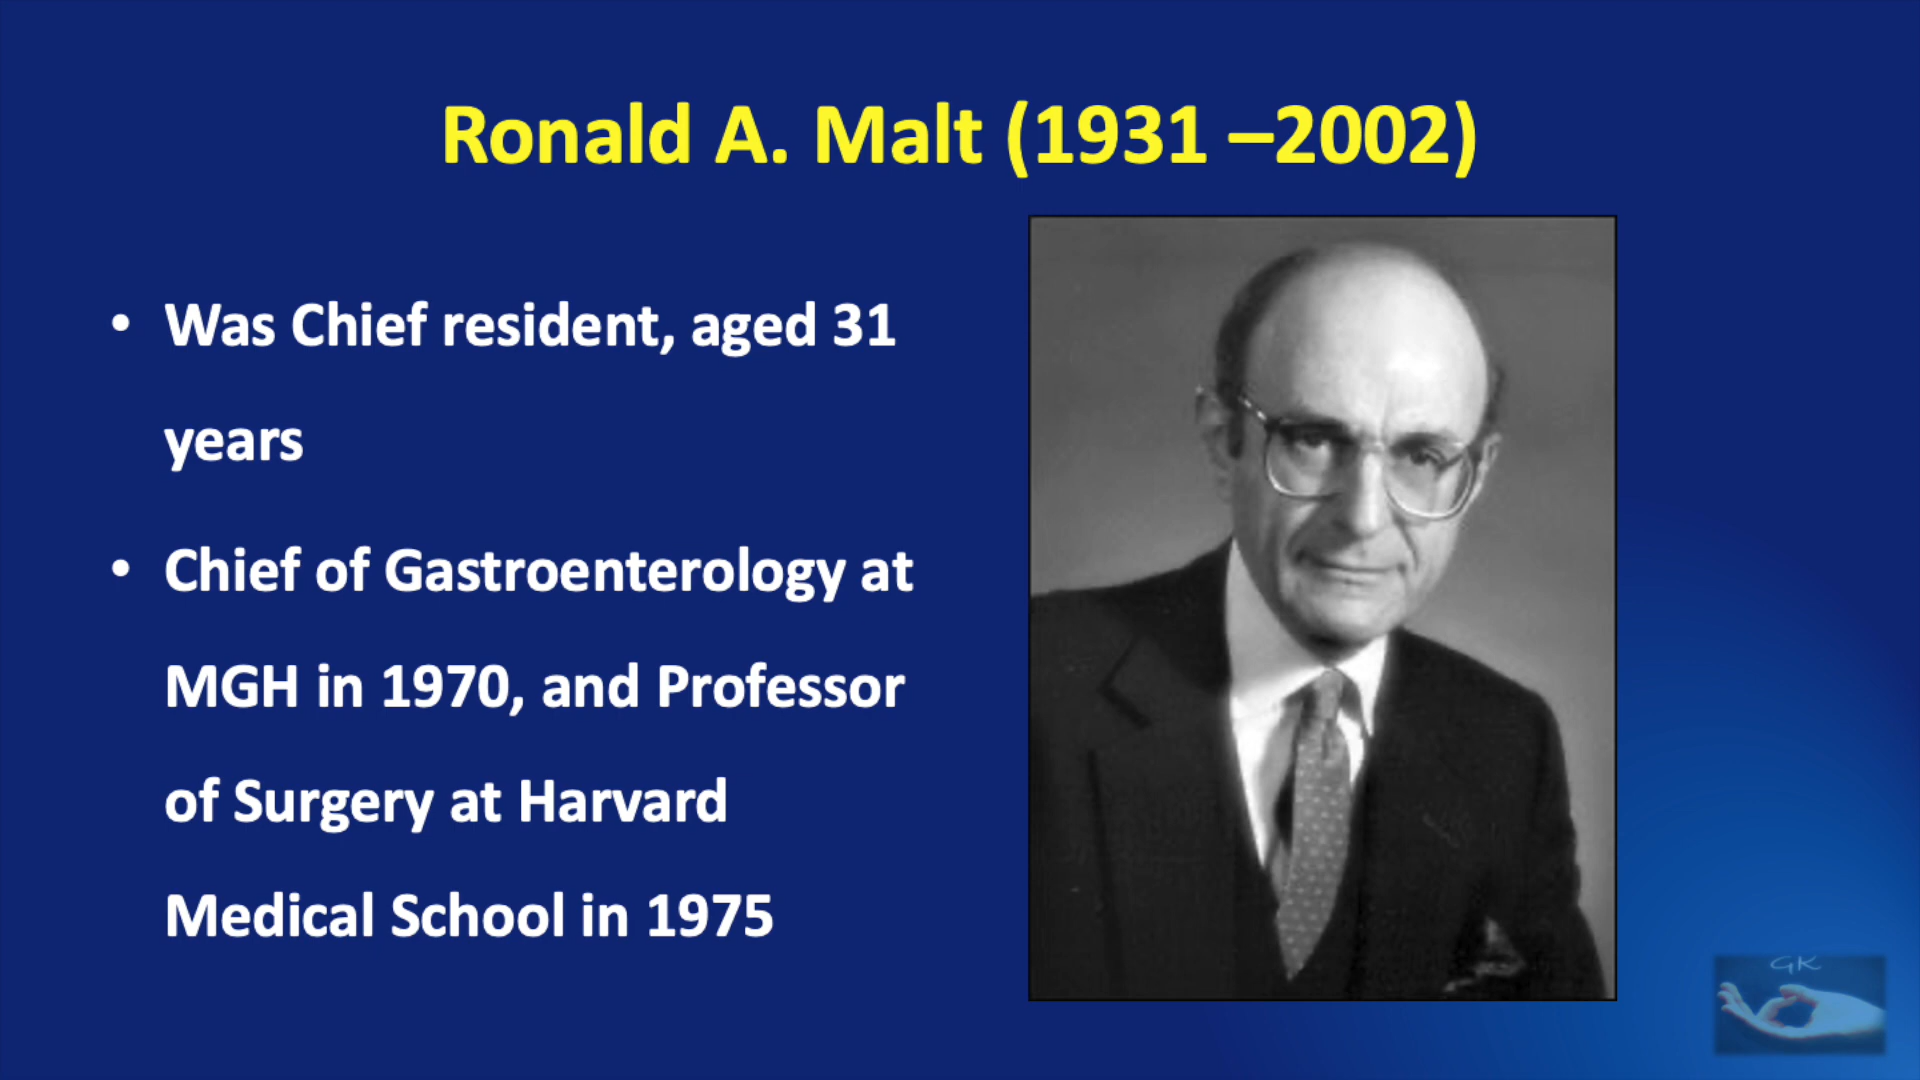 Ronald A. Malt (1931 –2002)
• Was Chief resident, aged 31
years
• Chief of Gastroenterology at
MGH in 1970, and Professor
of Surgery at Harvard
Medical School in 1975
GK